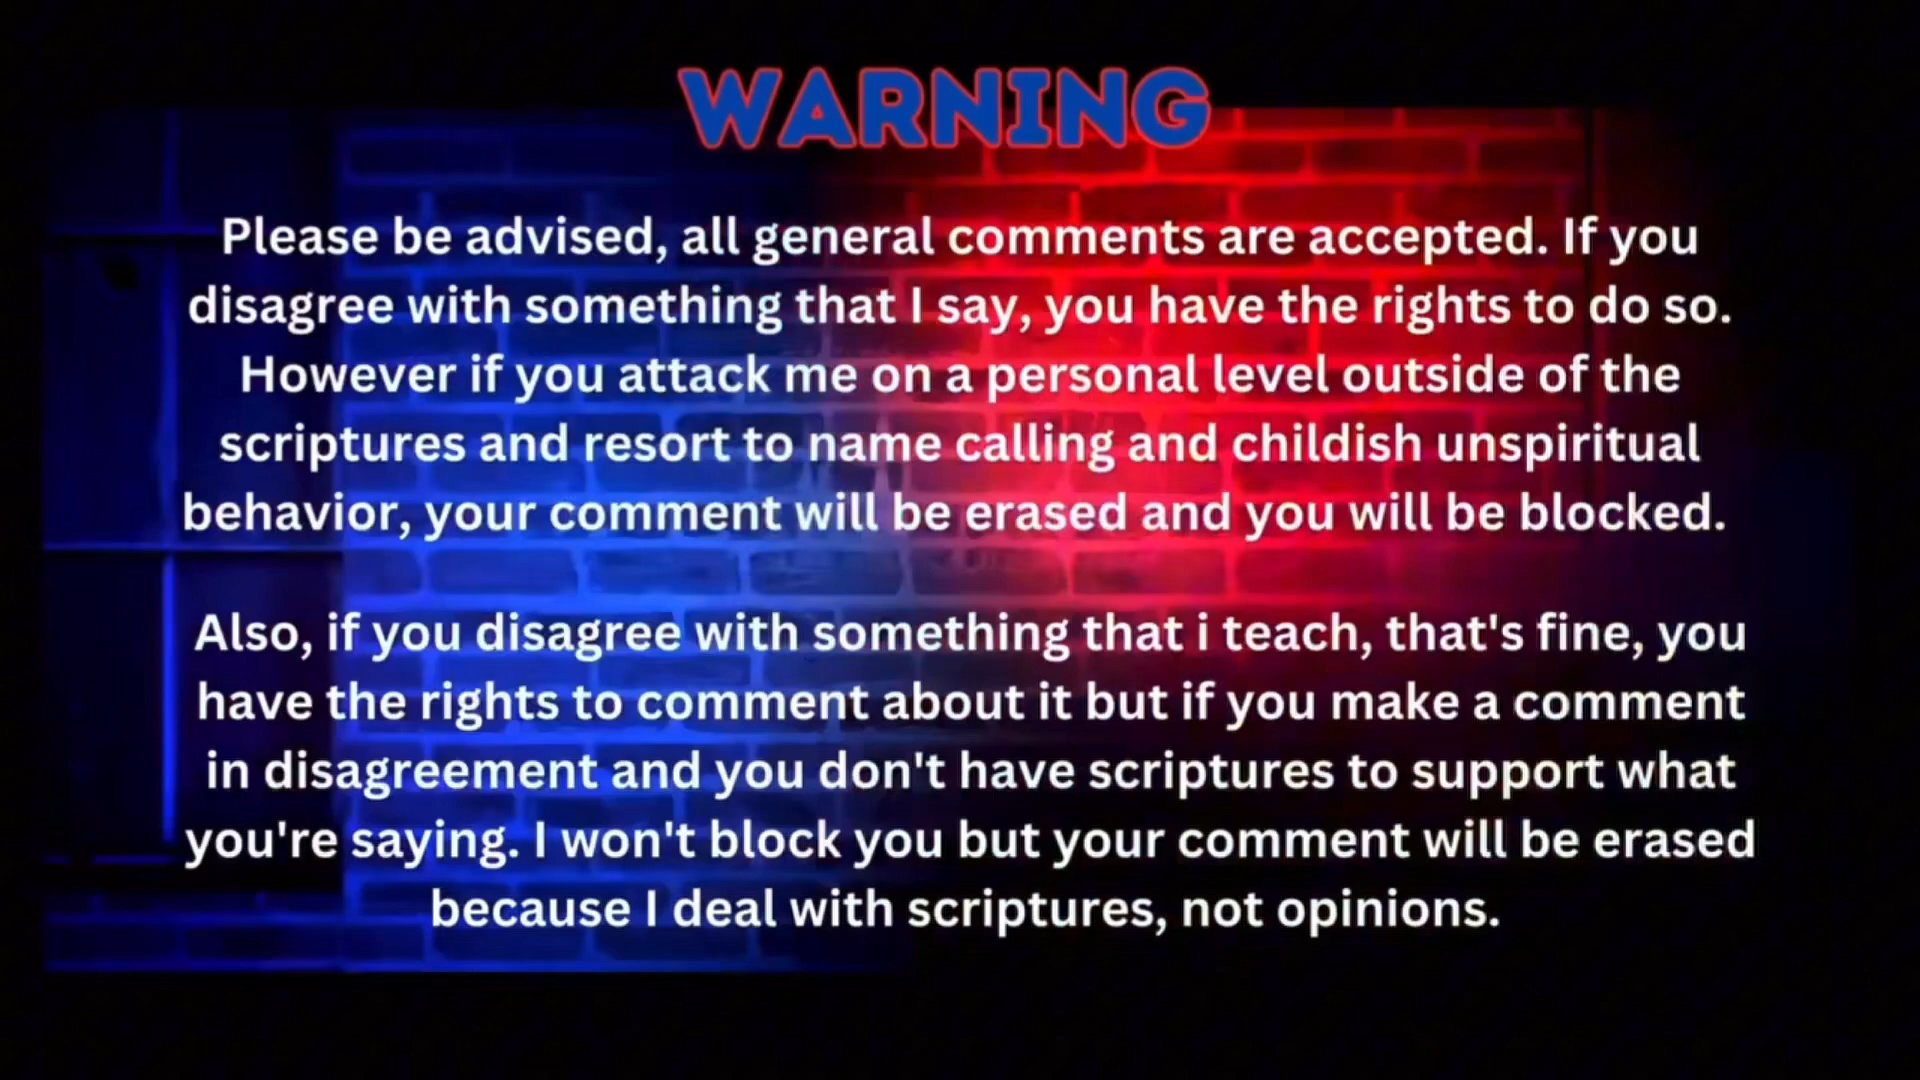 WARNING
Please be advised, all general comments are accepted. If you
disagree with something that I say, you have the rights to do so.
However if you attack me on a personal level outside of the
scriptures and resort to name calling and childish unspiritual
behavior, your comment will be erased and you will be blocked.
Also, if you disagree with something that i teach, that's fine, you
have the rights to comment about it but if you make a comment
in disagreement and you don't have scriptures to support what
you're saying. I won't block you but your comment will be erased
because I deal with scriptures, not opinions.